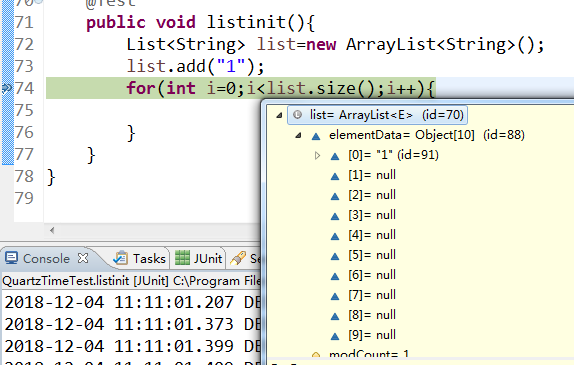 70
@Test
71 public void listinit(){
72 List<String> list=new ArrayList<String>();
73 list.add("1");
74 for(int i=0;i<list.size();i++){
75
76 }
77 }
78 }
79
list= ArrayList<E> (id=70)
elementData= Object[10] (id=88)
[0]= "1" (id=91)
[1]= null
[2]= null
[3]= null
[4]= null
[5]= null
[6]= null
[7]= null
[8]= null
[9]= null
modCount= 1
Console Tasks JUnit Se
QuartzTimeTest.listinit [JUnit] C:\Program File
2018-12-04 11:11:01.207 DE
2018-12-04 11:11:01.373 DE
2018-12-04 11:11:01.399 DE